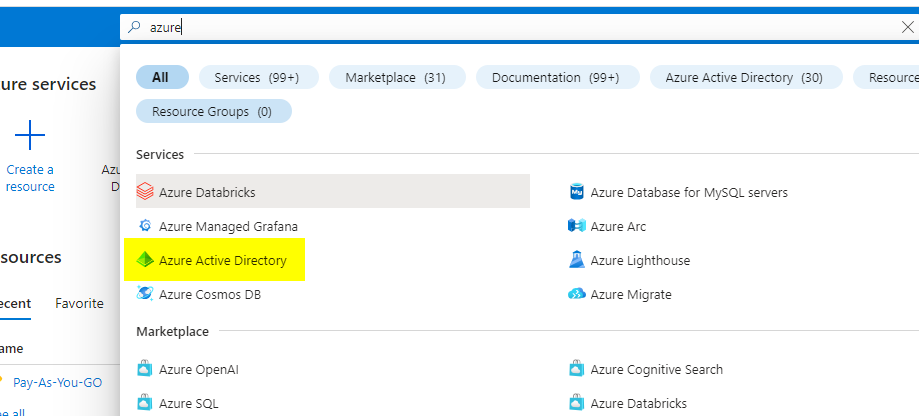 azure
All
Services (99+)
Marketplace (31)
Documentation (99+)
Azure Active Directory (30)
Resource
Resource Groups (0)
ure services
Create a
resource
Azu
D
Services
Azure Databricks
Azure Database for MySQL servers
Azure Managed Grafana
Azure Arc
Azure Active Directory
Azure Lighthouse
Azure Cosmos DB
Azure Migrate
sources
ecent
Favorite
Marketplace
ame
Azure OpenAI
Azure Cognitive Search
Pay-As-You-GO
Azure SQL
Azure Databricks
ee all